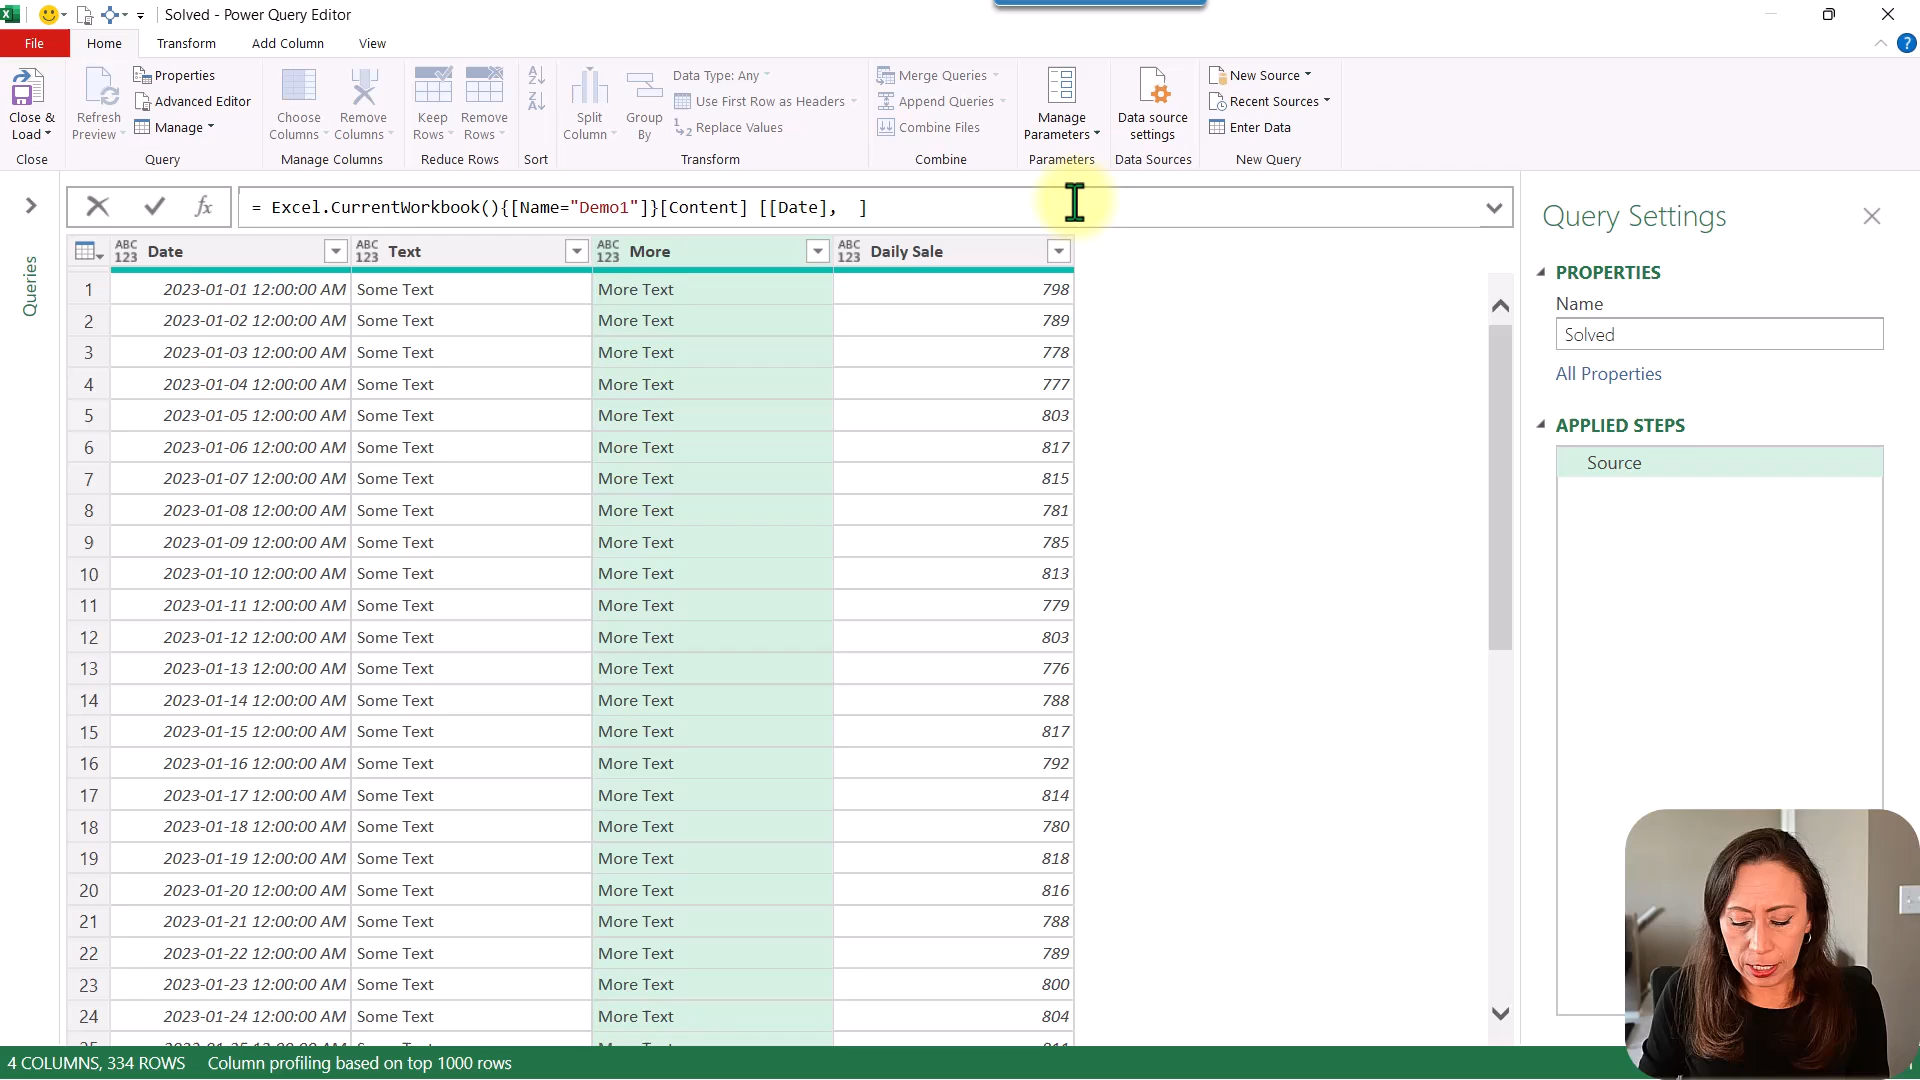 Solved - Power Query Editor
File Home Transform Add Column View
Close & Load
Close
Refresh Preview
Properties
Advanced Editor
Manage
Query
Choose Columns
Remove Columns
Manage Columns
Keep Rows
Remove Rows
Reduce Rows
Sort
Split Column
Group By
Data Type: Any
Use First Row as Headers
Replace Values
Transform
Merge Queries
Append Queries
Combine Files
Combine
Manage Parameters
Parameters
Data source settings
Data Sources
New Source
Recent Sources
Enter Data
New Query
= Excel.CurrentWorkbook(){[Name="Demo1"]}[Content] [[Date],  ]
Queries
ABC 123 Date ABC 123 Text ABC 123 More ABC 123 Daily Sale
1 2023-01-01 12:00:00 AM Some Text More Text 798
2 2023-01-02 12:00:00 AM Some Text More Text 789
3 2023-01-03 12:00:00 AM Some Text More Text 778
4 2023-01-04 12:00:00 AM Some Text More Text 777
5 2023-01-05 12:00:00 AM Some Text More Text 803
6 2023-01-06 12:00:00 AM Some Text More Text 817
7 2023-01-07 12:00:00 AM Some Text More Text 815
8 2023-01-08 12:00:00 AM Some Text More Text 781
9 2023-01-09 12:00:00 AM Some Text More Text 785
10 2023-01-10 12:00:00 AM Some Text More Text 813
11 2023-01-11 12:00:00 AM Some Text More Text 779
12 2023-01-12 12:00:00 AM Some Text More Text 803
13 2023-01-13 12:00:00 AM Some Text More Text 776
14 2023-01-14 12:00:00 AM Some Text More Text 788
15 2023-01-15 12:00:00 AM Some Text More Text 817
16 2023-01-16 12:00:00 AM Some Text More Text 792
17 2023-01-17 12:00:00 AM Some Text More Text 814
18 2023-01-18 12:00:00 AM Some Text More Text 780
19 2023-01-19 12:00:00 AM Some Text More Text 818
20 2023-01-20 12:00:00 AM Some Text More Text 816
21 2023-01-21 12:00:00 AM Some Text More Text 788
22 2023-01-22 12:00:00 AM Some Text More Text 789
23 2023-01-23 12:00:00 AM Some Text More Text 800
24 2023-01-24 12:00:00 AM Some Text More Text 804
Query Settings
PROPERTIES
Name
Solved
All Properties
APPLIED STEPS
Source
4 COLUMNS, 334 ROWS Column profiling based on top 1000 rows